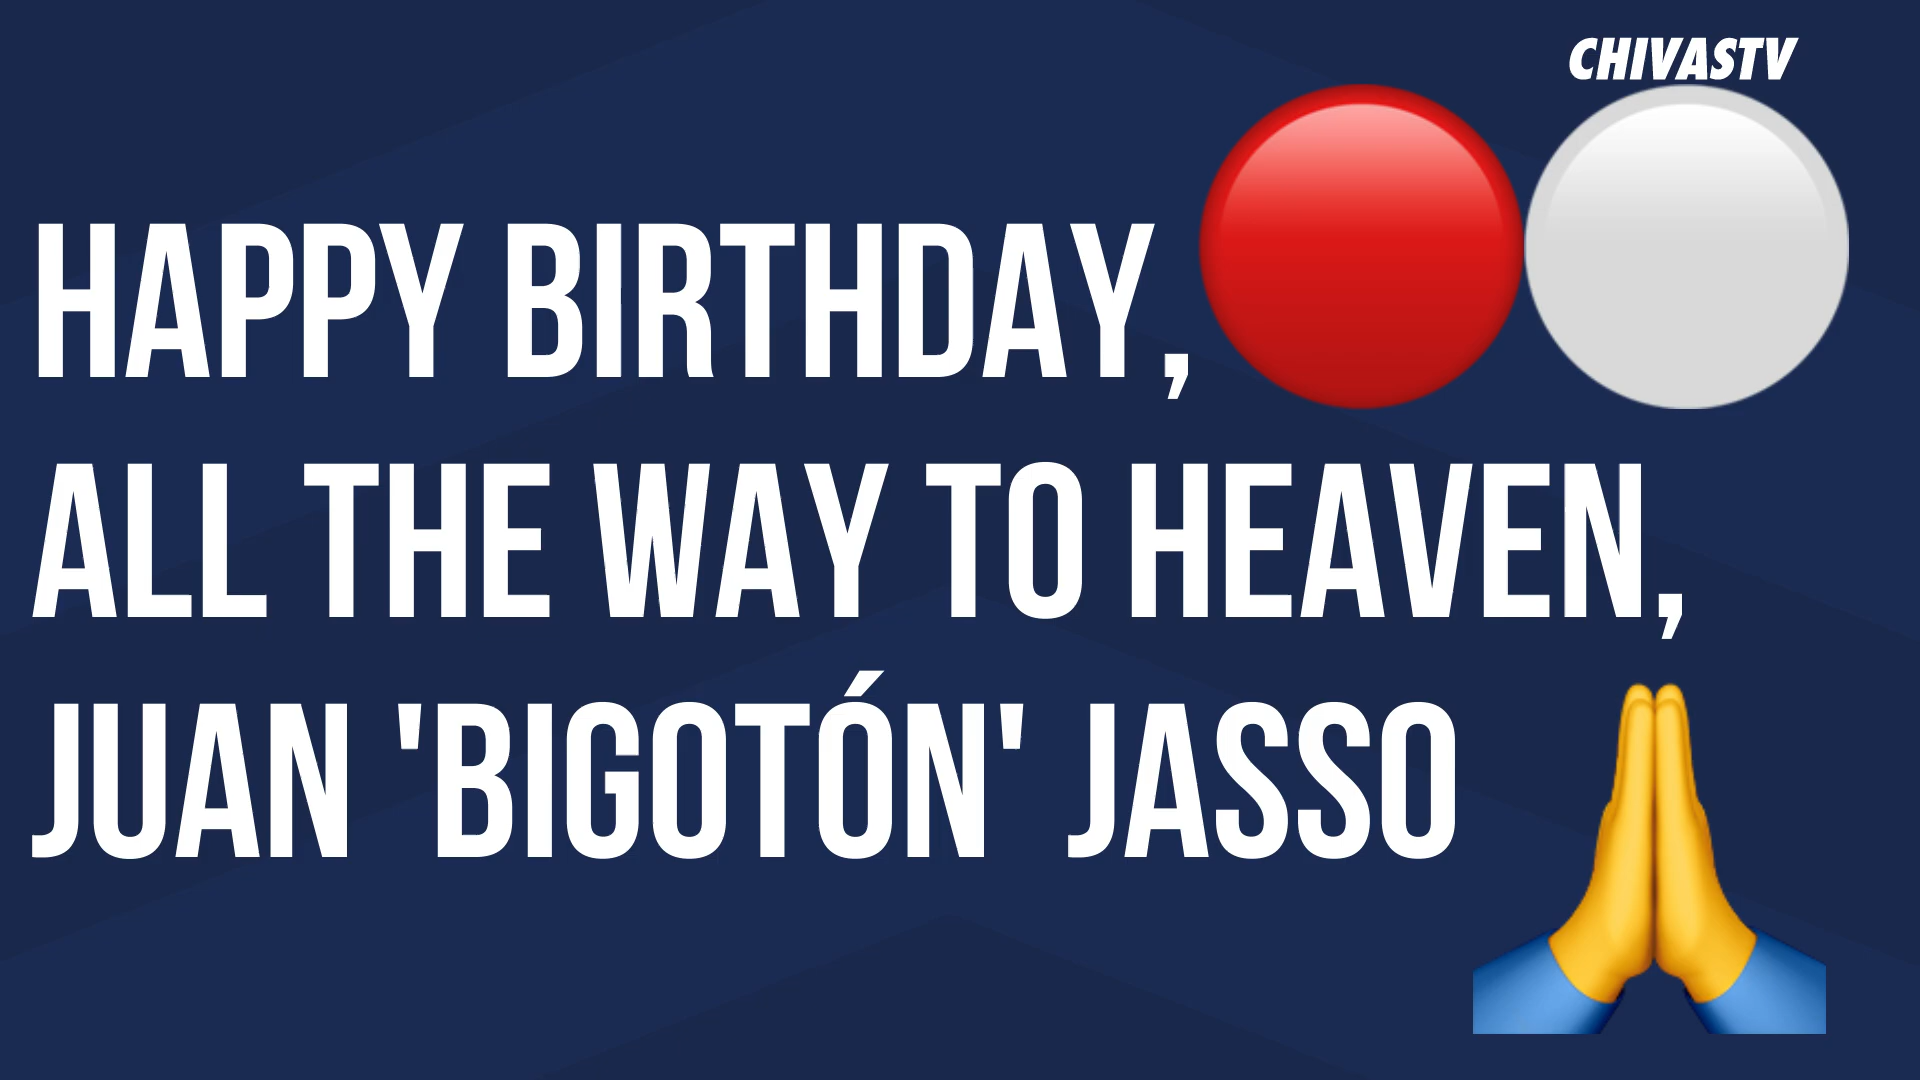 CHIVASTV
HAPPY BIRTHDAY,
ALL THE WAY TO HEAVEN,
JUAN 'BIGOTÓN' JASSO